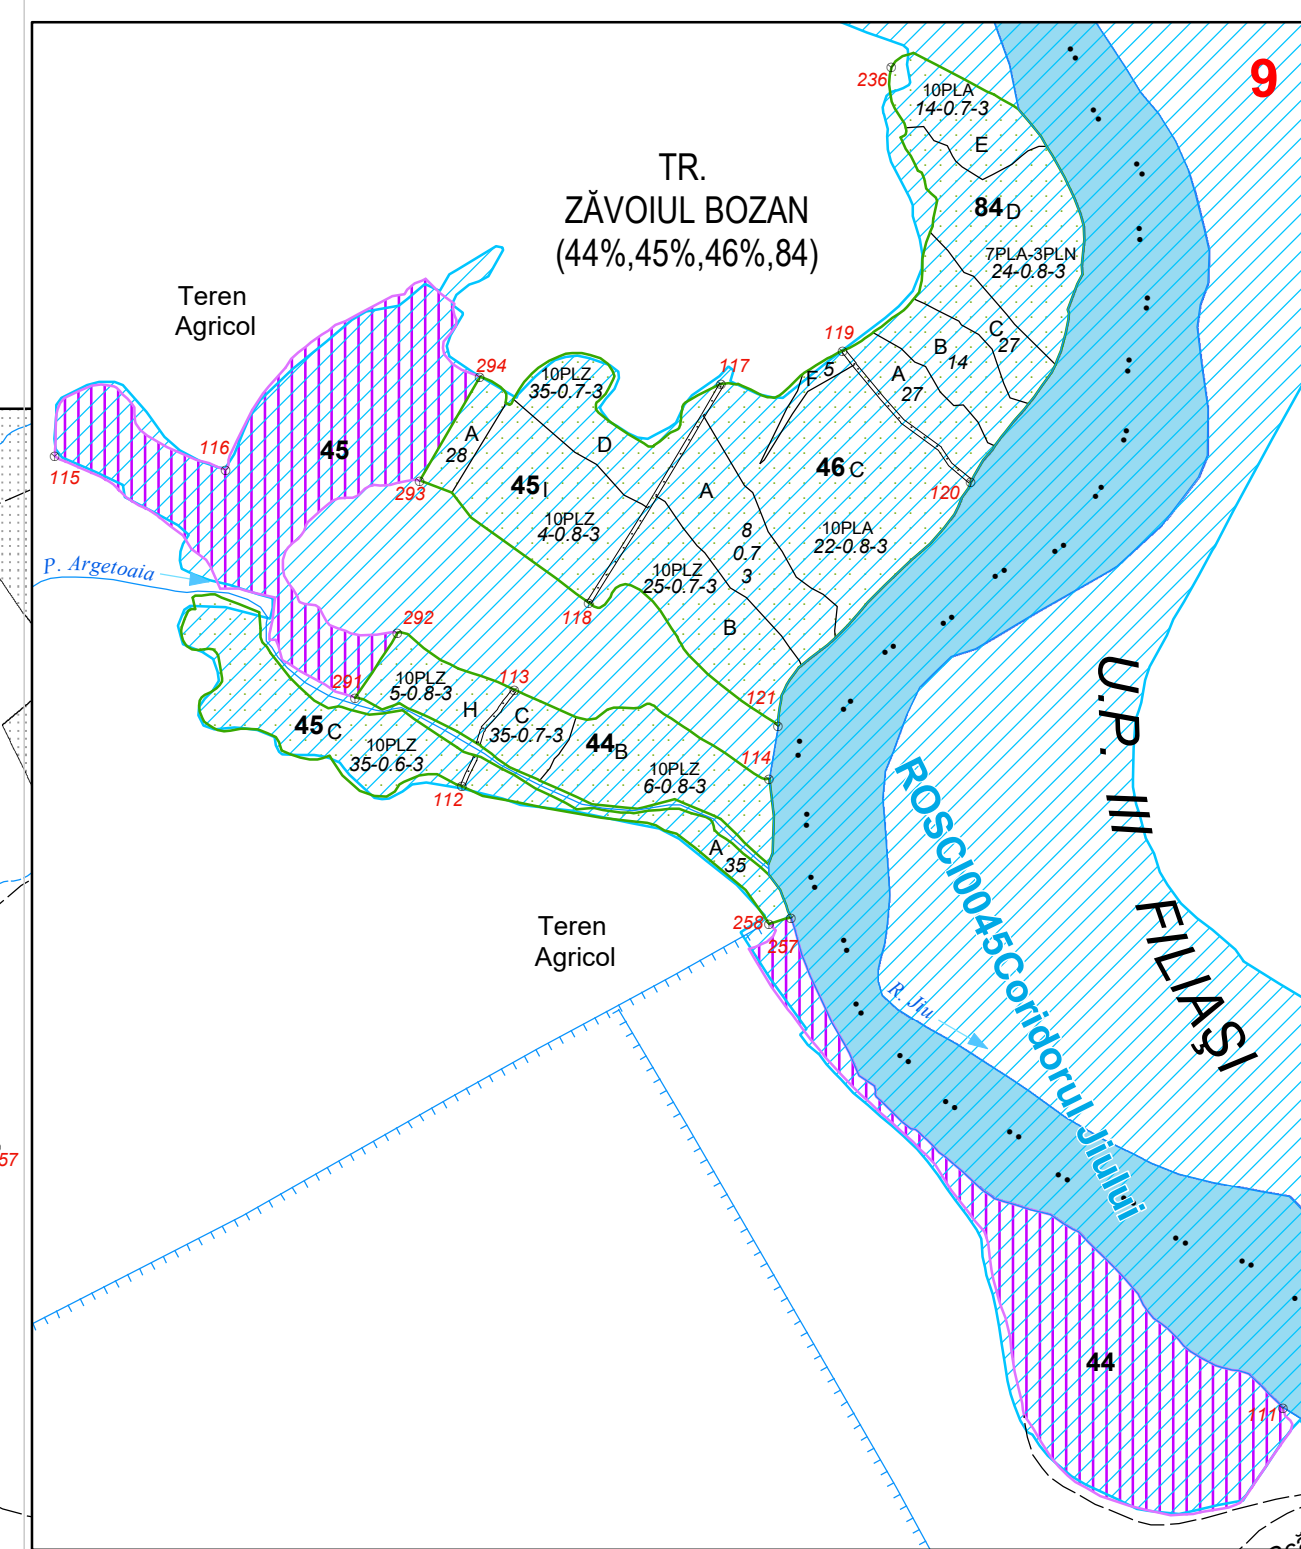 9
236
10PLA
14-0.7-3
E
TR.
ZĂVOIUL BOZAN
(44%,45%,46%,84)
84 D
7PLA-3PLN
24-0.8-3
Teren
Agricol
C
27
B
14
119
A
27
F 5
117
294
10PLZ
35-0.7-3
A
28
D
116
45
115
45 I
293
46 C
120
A
10PLZ
4-0.8-3
8
0.7
3
10PLA
22-0.8-3
P. Argetoaia
10PLZ
25-0.7-3
118
B
292
291
10PLZ
5-0.8-3
113
H
C
35-0.7-3
121
45 C
10PLZ
35-0.6-3
44 B
114
10PLZ
6-0.8-3
112
A
35
U.P. III FILIAȘI
ROSCI0045Coridorul Jiului
Teren
Agricol
258
257
R. Jiu
57
44
111